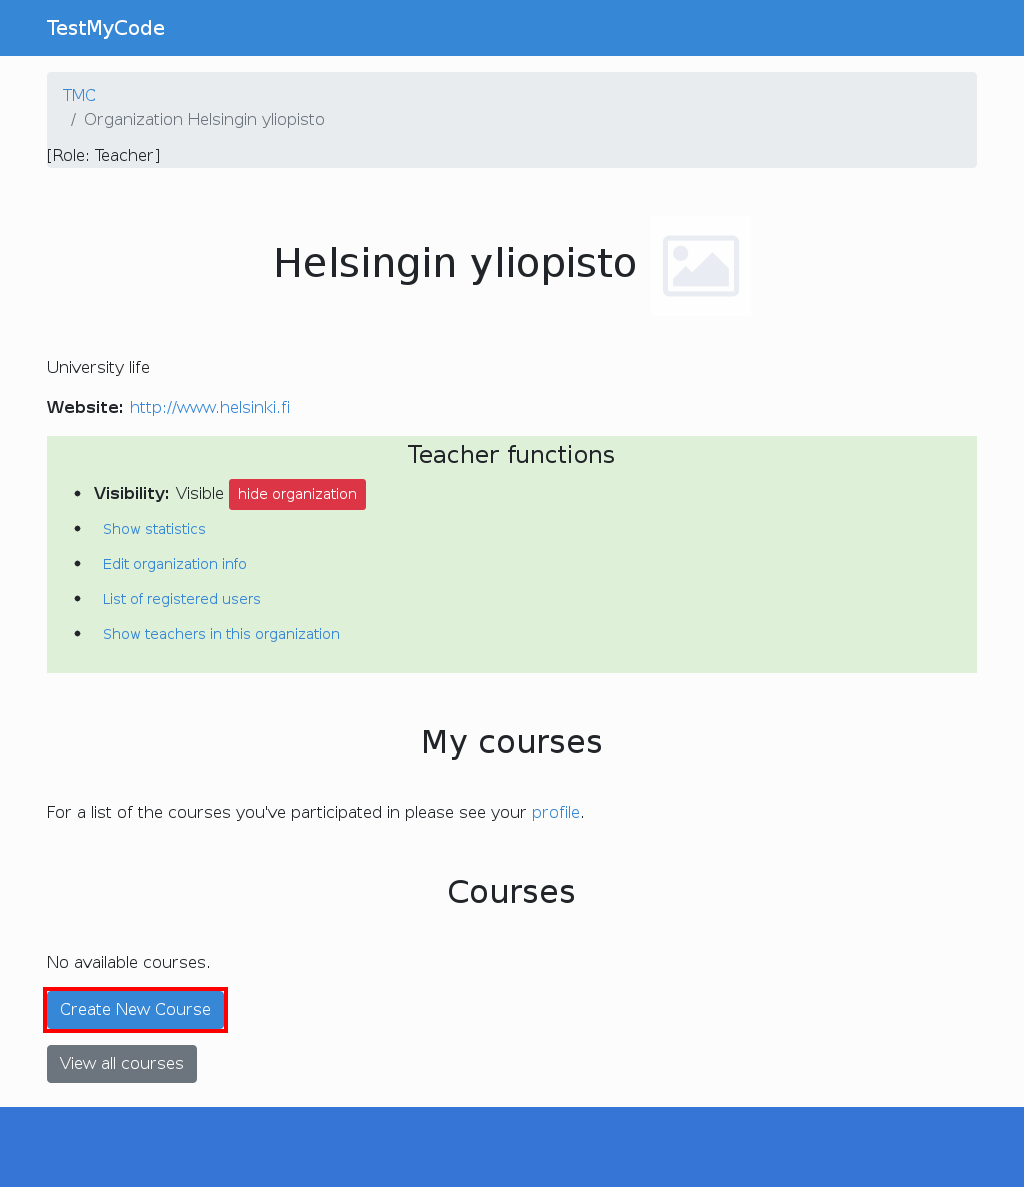 TestMyCode
TMC
/ Organization Helsingin yliopisto
[Role: Teacher]
Helsingin yliopisto
University life
Website: http://www.helsinki.fi
Teacher functions
Visibility: Visible hide organization
Show statistics
Edit organization info
List of registered users
Show teachers in this organization
My courses
For a list of the courses you've participated in please see your profile.
Courses
No available courses.
Create New Course
View all courses